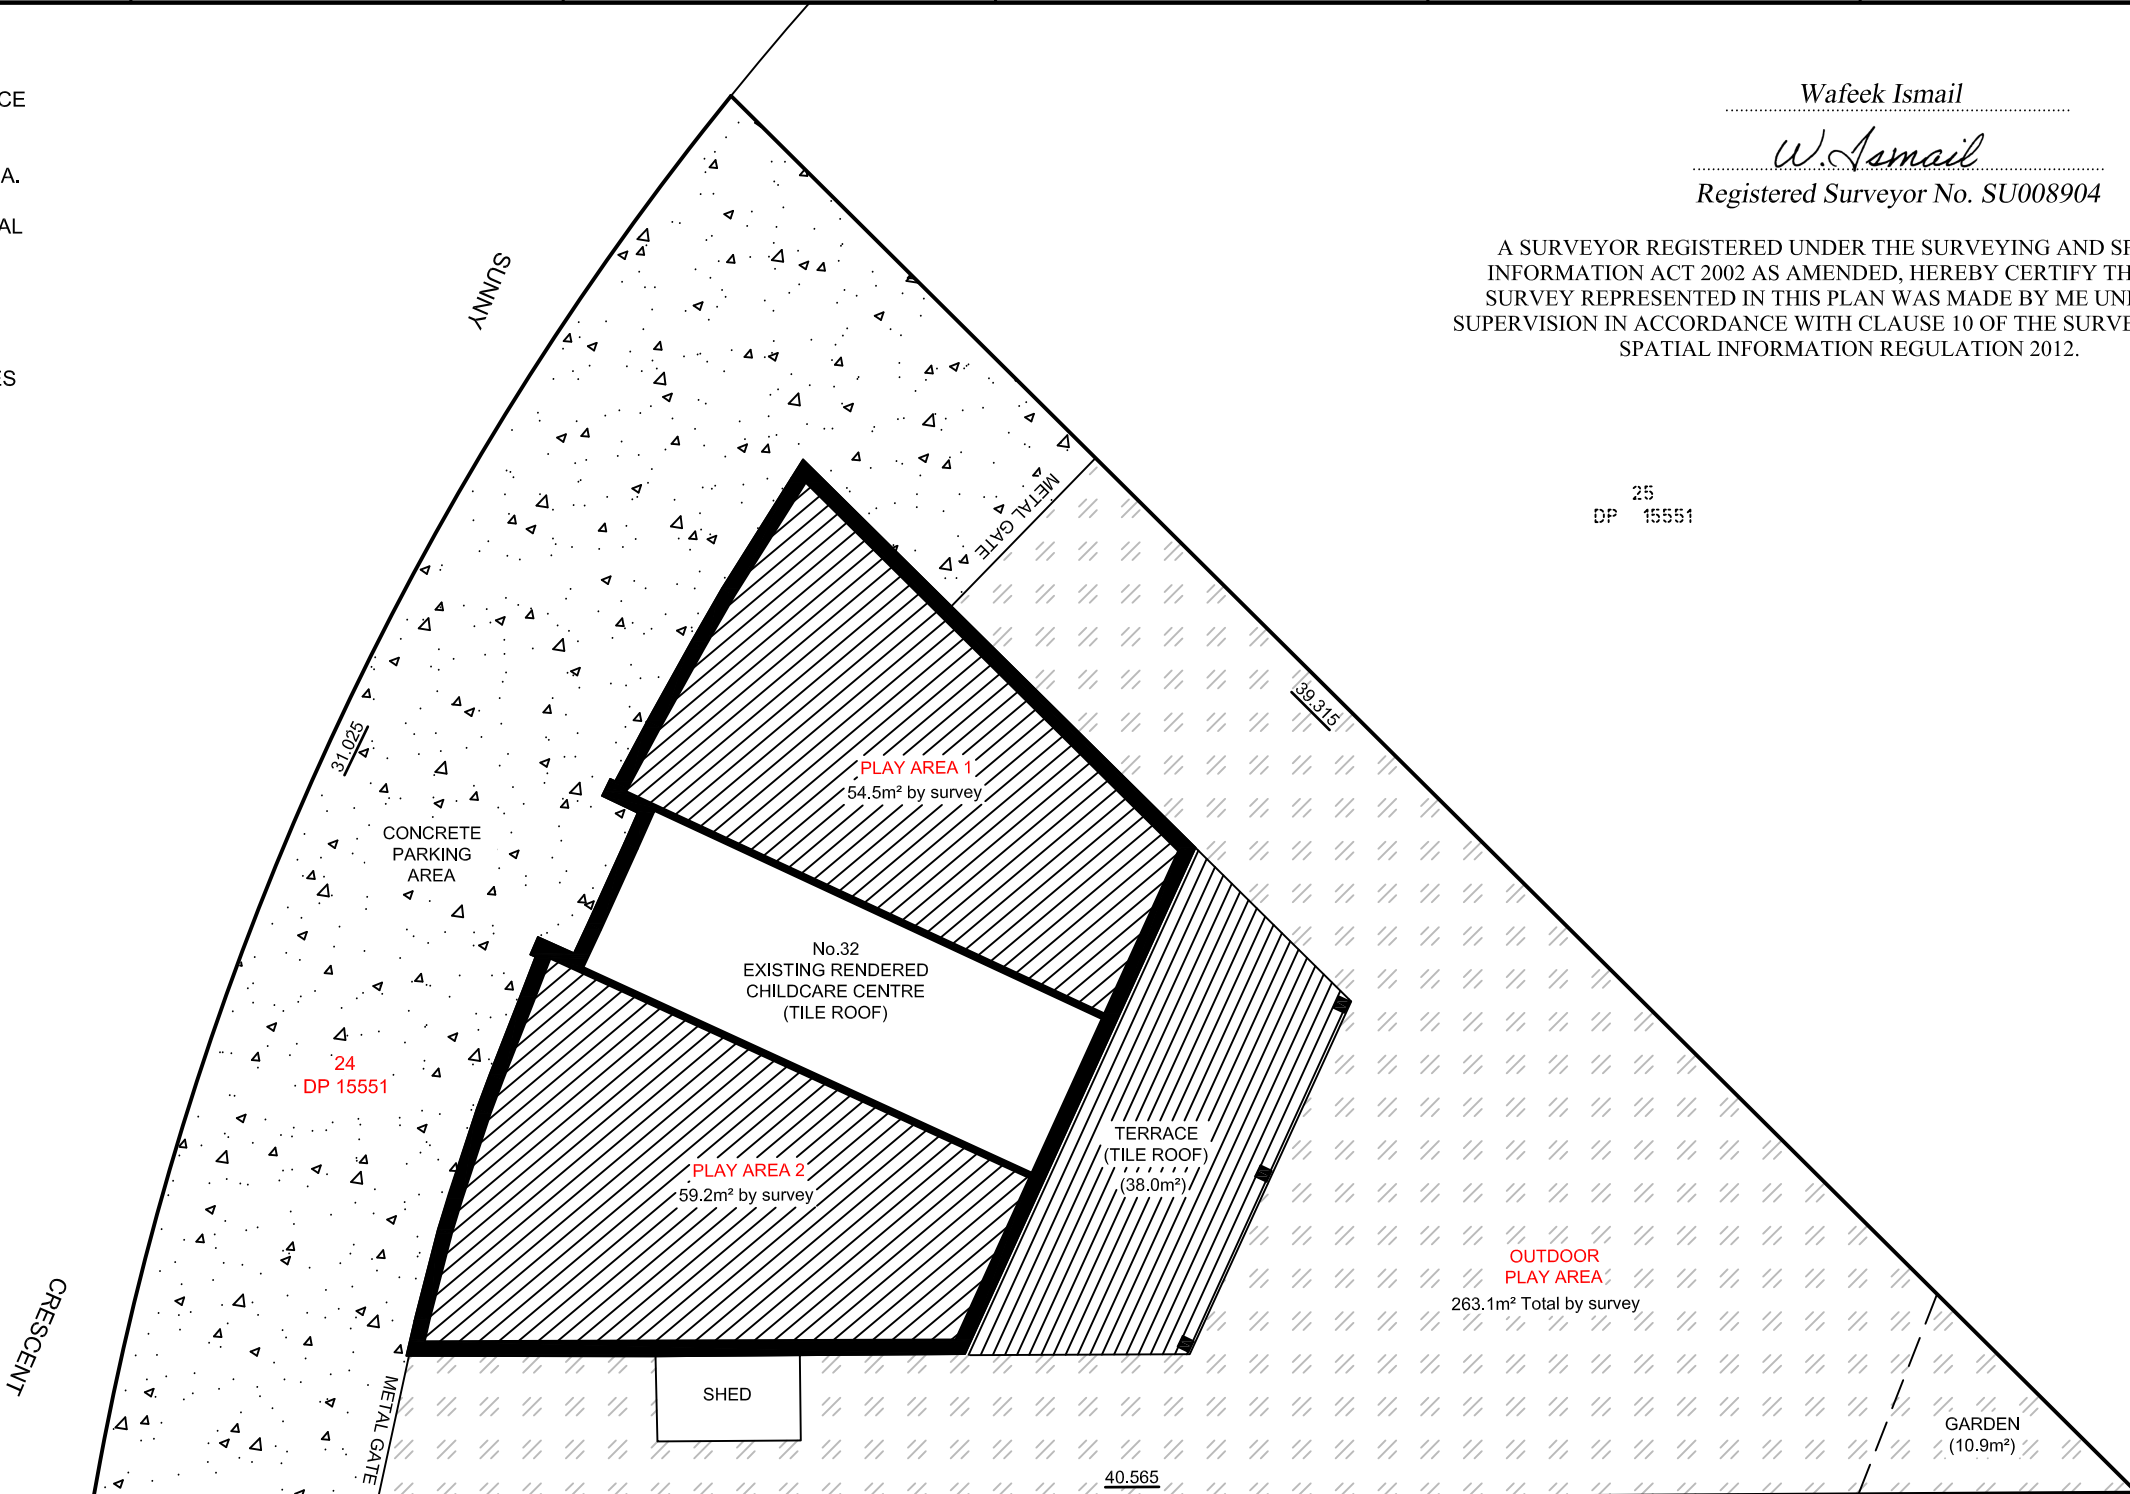 CE
A.
AL
ES
Wafeek Ismail
W. Ismail
Registered Surveyor No. SU008904
A SURVEYOR REGISTERED UNDER THE SURVEYING AND SP
INFORMATION ACT 2002 AS AMENDED, HEREBY CERTIFY TH
SURVEY REPRESENTED IN THIS PLAN WAS MADE BY ME UN
SUPERVISION IN ACCORDANCE WITH CLAUSE 10 OF THE SURVE
SPATIAL INFORMATION REGULATION 2012.
SUNNY
25
DP 15551
METAL GATE
39.315
31.025
PLAY AREA 1
54.5m² by survey
CONCRETE
PARKING
AREA
No.32
EXISTING RENDERED
CHILDCARE CENTRE
(TILE ROOF)
24
DP 15551
TERRACE
(TILE ROOF)
(38.0m²)
PLAY AREA 2
59.2m² by survey
OUTDOOR
PLAY AREA
263.1m² Total by survey
CRESCENT
SHED
METAL GATE
GARDEN
(10.9m²)
40.565